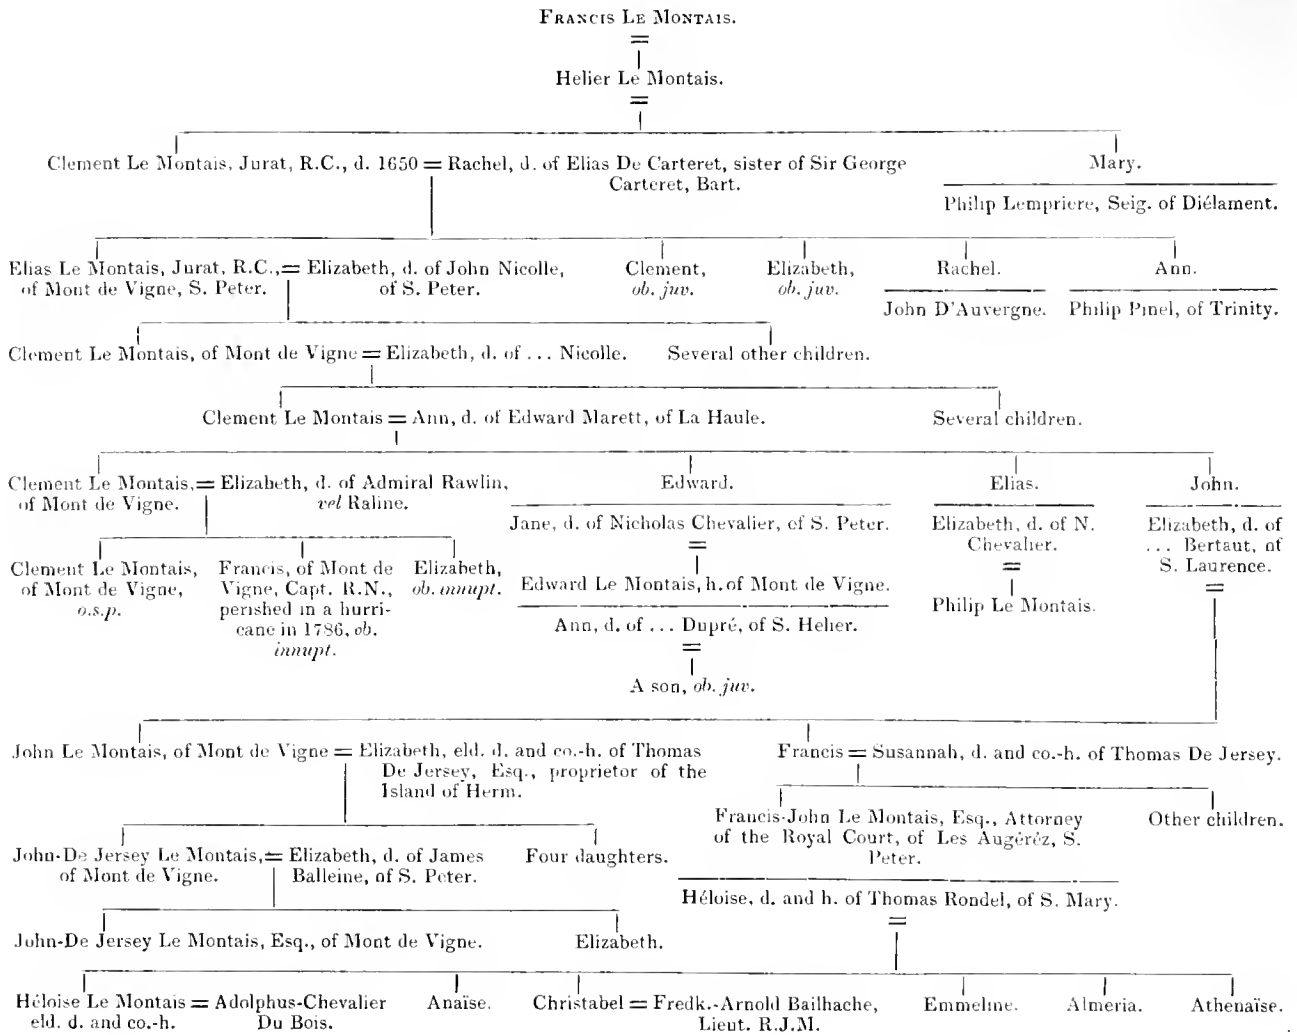 FRANCIS LE MONTAIS.
=
Helier Le Montais.
=
Clement Le Montais, Jurat, R.C., d. 1650 = Rachel, d. of Elias De Carteret, sister of Sir George Carteret, Bart.
Mary.
Philip Lempriere, Seig. of Diélament.
Elias Le Montais, Jurat, R.C., = Elizabeth, d. of John Nicolle,
of Mont de Vigne, S. Peter. of S. Peter.
Clement,
ob. juv.
Elizabeth,
ob. juv.
Rachel.
John D'Auvergne.
Ann.
Philip Pinel, of Trinity.
Clement Le Montais, of Mont de Vigne = Elizabeth, d. of ... Nicolle. Several other children.
Clement Le Montais = Ann, d. of Edward Marett, of La Haule. Several children.
Clement Le Montais, = Elizabeth, d. of Admiral Rawlin,
of Mont de Vigne. vel Raline.
Edward.
Jane, d. of Nicholas Chevalier, of S. Peter.
=
Edward Le Montais, h. of Mont de Vigne.
Ann, d. of ... Dupré, of S. Helier.
=
A son, ob. juv.
Elias.
Elizabeth, d. of N.
Chevalier.
=
Philip Le Montais.
John.
Elizabeth, d. of
... Bertaut, of
S. Laurence.
=
Clement Le Montais,
of Mont de Vigne,
o.s.p.
Francis, of Mont de
Vigne, Capt. R.N.,
perished in a hurri-
cane in 1786, ob.
innupt.
Elizabeth,
ob. innupt.
John Le Montais, of Mont de Vigne = Elizabeth, eld. d. and co.-h. of Thomas
De Jersey, Esq., proprietor of the
Island of Herm.
Francis = Susannah, d. and co.-h. of Thomas De Jersey.
Francis-John Le Montais, Esq., Attorney
of the Royal Court, of Les Augéréz, S.
Peter.
Héloise, d. and h. of Thomas Rondel, of S. Mary.
=
Other children.
John-De Jersey Le Montais, = Elizabeth, d. of James
of Mont de Vigne. Balleine, of S. Peter.
Four daughters.
John-De Jersey Le Montais, Esq., of Mont de Vigne. Elizabeth.
Héloise Le Montais = Adolphus-Chevalier
eld. d. and co.-h. Du Bois.
Anaïse.
Christabel = Fredk.-Arnold Bailhache,
Lieut. R.J.M.
Emmeline. Almeria. Athenaïse.